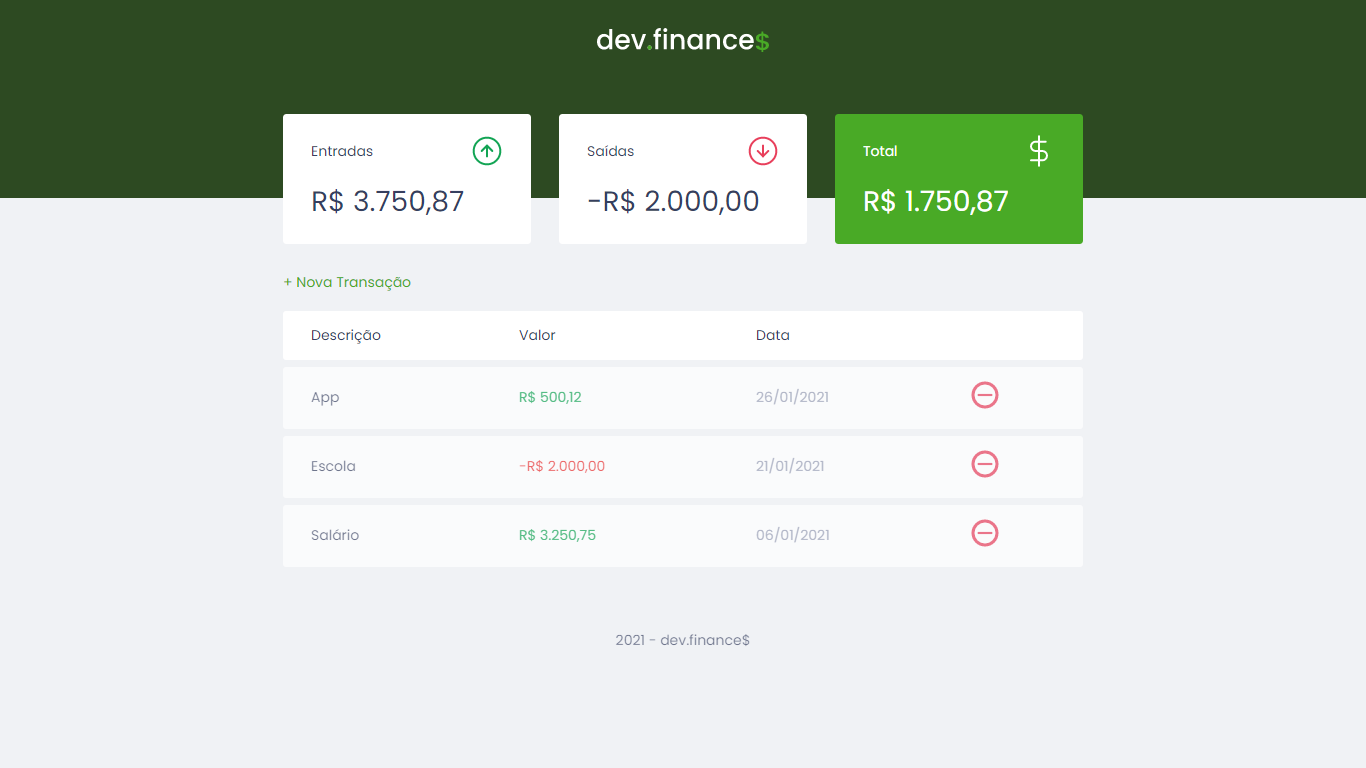 dev.finance$
Entradas
R$ 3.750,87
Saídas
-R$ 2.000,00
Total
$
R$ 1.750,87
+ Nova Transação
Descrição Valor Data
App R$ 500,12 26/01/2021
Escola -R$ 2.000,00 21/01/2021
Salário R$ 3.250,75 06/01/2021
2021 - dev.finance$